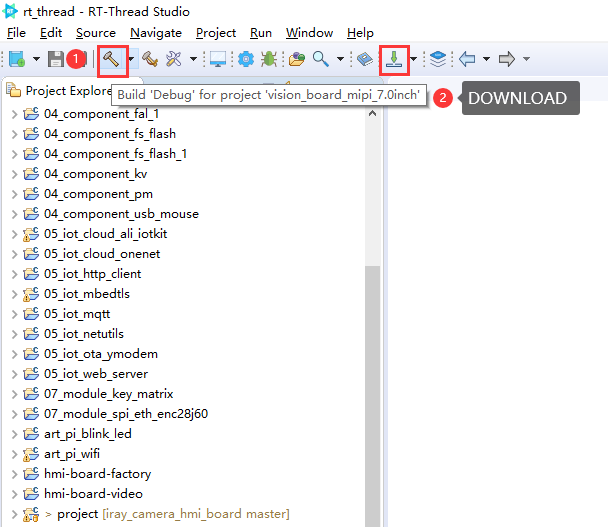 rt_thread - RT-Thread Studio
File Edit Source Navigate Project Run Window Help
1
Project Explorer
Build 'Debug' for project 'vision_board_mipi_7.0inch'
2 DOWNLOAD
04_component_fal_1
04_component_fs_flash
04_component_fs_flash_1
04_component_kv
04_component_pm
04_component_usb_mouse
05_iot_cloud_ali_iotkit
05_iot_cloud_onenet
05_iot_http_client
05_iot_mbedtls
05_iot_mqtt
05_iot_netutils
05_iot_ota_ymodem
05_iot_web_server
07_module_key_matrix
07_module_spi_eth_enc28j60
art_pi_blink_led
art_pi_wifi
hmi-board-factory
hmi-board-video
> project [iray_camera_hmi_board master]